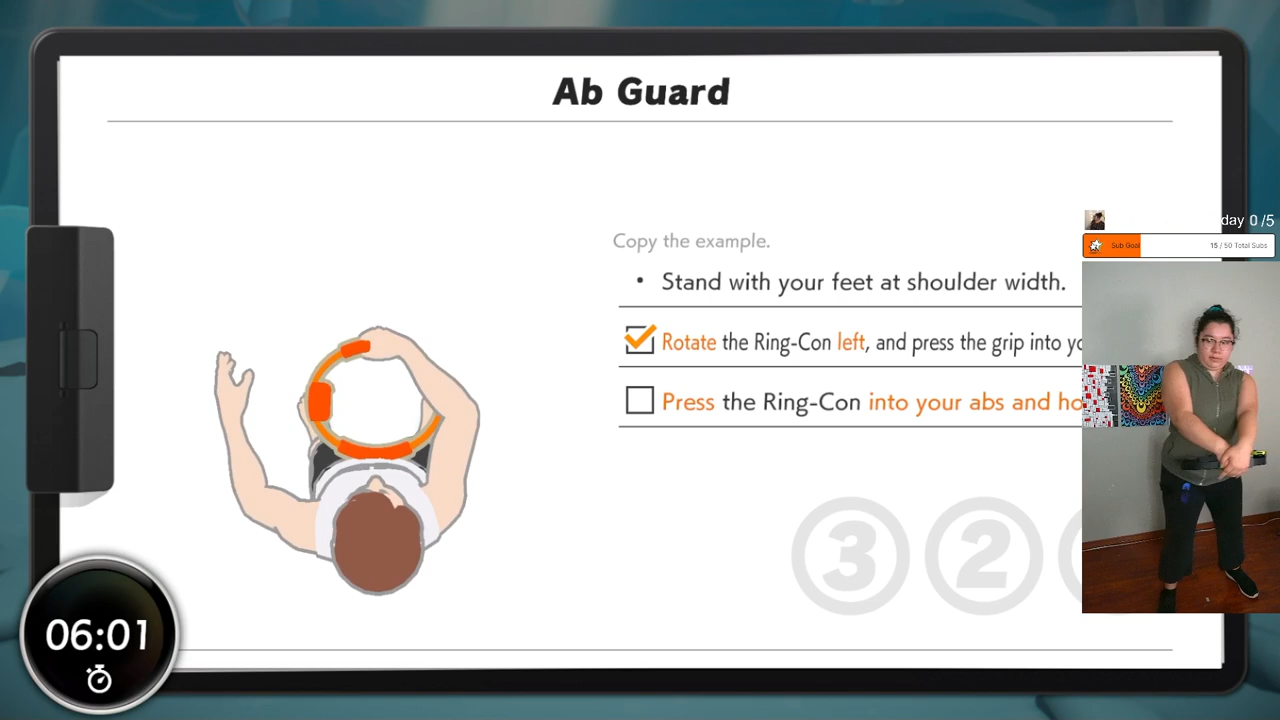 Ab Guard
Copy the example.
day 0/5
Sub Goal 15 / 50 Total Subs
• Stand with your feet at shoulder width.
Rotate the Ring-Con left, and press the grip into
Press the Ring-Con into your abs and
3 2
06:01